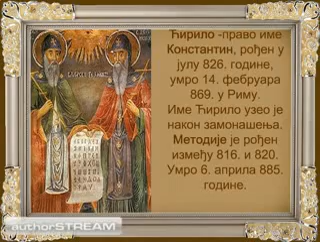 Ћирило -право име
Константин, рођен у
јулу 826. године,
умро 14. фебруара
869. у Риму.
Име Ћирило узео је
након замонашења.
Методије је рођен
између 816. и 820.
Умро 6. априла 885.
године.
authorSTREAM